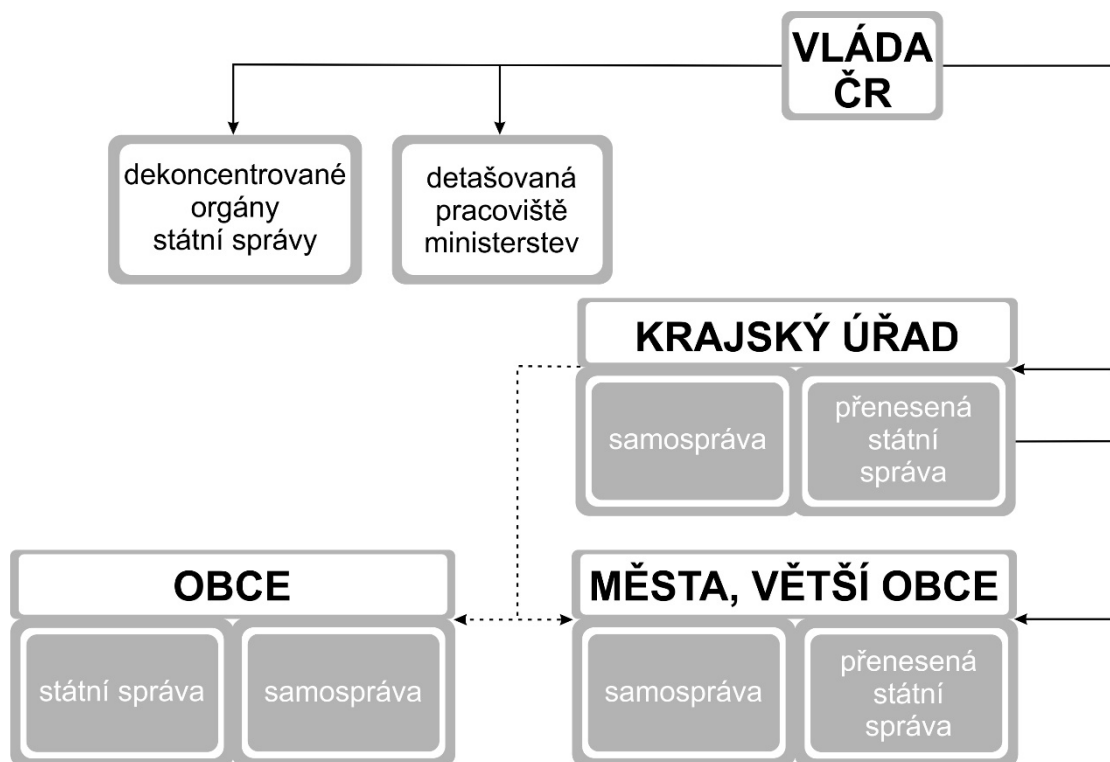 VLÁDA
ČR
dekoncentrované
orgány
státní správy
detašovaná
pracoviště
ministerstev
KRAJSKÝ ÚŘAD
samospráva
přenesená
státní
správa
OBCE
státní správa
samospráva
MĚSTA, VĚTŠÍ OBCE
samospráva
přenesená
státní
správa